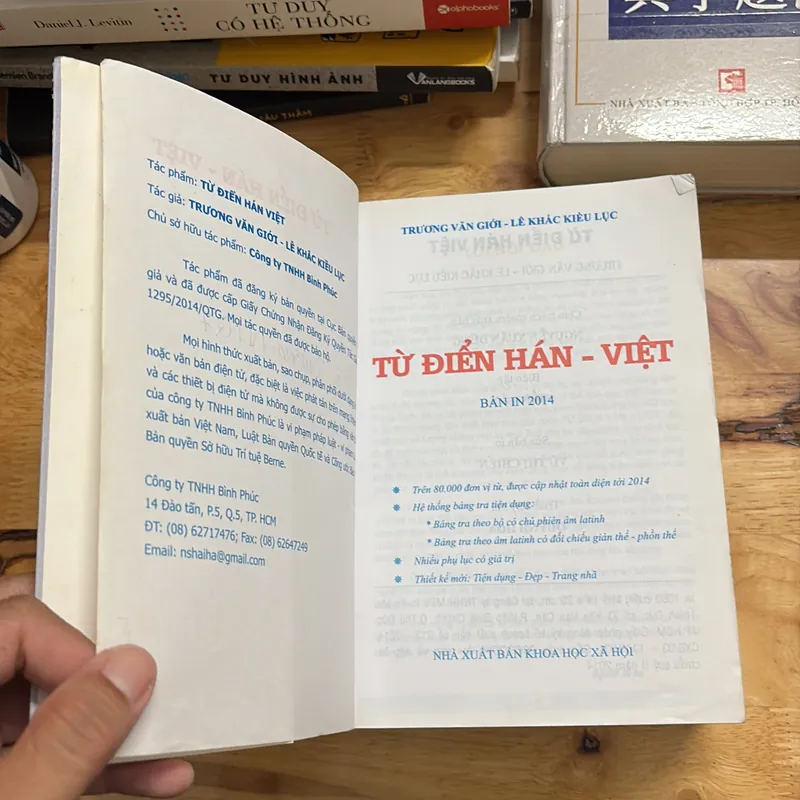 Daniel J. Levitin
TƯ DUY
CÓ HỆ THỐNG
alphabooks
TƯ DUY HÌNH ẢNH
VANLANGBOOKS
NHÀ XUẤT BẢN TỔNG HỢP TP. HỒ
Tác phẩm: TỪ ĐIỂN HÁN VIỆT
Tác giả: TRƯƠNG VĂN GIỚI - LÊ KHẮC KIỀU LỤC
Chủ sở hữu tác phẩm: Công ty TNHH Bình Phúc
Tác phẩm đã đăng ký bản quyền tại Cục Bản quyền
giả và đã được cấp Giấy Chứng Nhận Đăng Ký Quyền Tác
1295/2014/QTG. Mọi tác quyền đã được bảo hộ.
Mọi hình thức xuất bản, sao chụp, phân phối dưới dạng
hoặc văn bản điện tử, đặc biệt là việc phát tán trên mạng
và các thiết bị điện tử mà không được sự cho phép bằng
của công ty TNHH Bình Phúc là vi phạm pháp luật - vi phạm
xuất bản Việt Nam, Luật Bản quyền Quốc tế và Công ước
Bản quyền Sở hữu Trí tuệ Berne.
Công ty TNHH Bình Phúc
14 Đào tấn, P.5, Q.5, TP. HCM
ĐT: (08) 62717476; Fax: (08) 62647249
Email: nshaiha@gmail.com
TRƯƠNG VĂN GIỚI - LÊ KHẮC KIỀU LỤC
TỪ ĐIỂN HÁN - VIỆT
BẢN IN 2014
* Trên 80.000 đơn vị từ, được cập nhật toàn diện tới 2014
* Hệ thống bảng tra tiện dụng:
* Bảng tra theo bộ có chú phiên âm latinh
* Bảng tra theo âm latinh có đối chiếu giản thể - phồn thể
* Nhiều phụ lục có giá trị
* Thiết kế mới: Tiện dụng - Đẹp - Trang nhã
NHÀ XUẤT BẢN KHOA HỌC XÃ HỘI